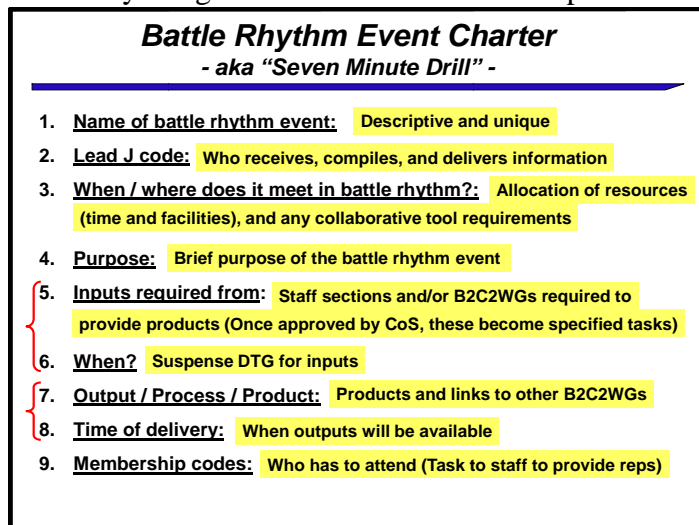 Battle Rhythm Event Charter
- aka “Seven Minute Drill” -
1. Name of battle rhythm event: Descriptive and unique
2. Lead J code: Who receives, compiles, and delivers information
3. When / where does it meet in battle rhythm?: Allocation of resources
(time and facilities), and any collaborative tool requirements
4. Purpose: Brief purpose of the battle rhythm event
5. Inputs required from: Staff sections and/or B2C2WGs required to
provide products (Once approved by CoS, these become specified tasks)
6. When? Suspense DTG for inputs
7. Output / Process / Product: Products and links to other B2C2WGs
8. Time of delivery: When outputs will be available
9. Membership codes: Who has to attend (Task to staff to provide reps)